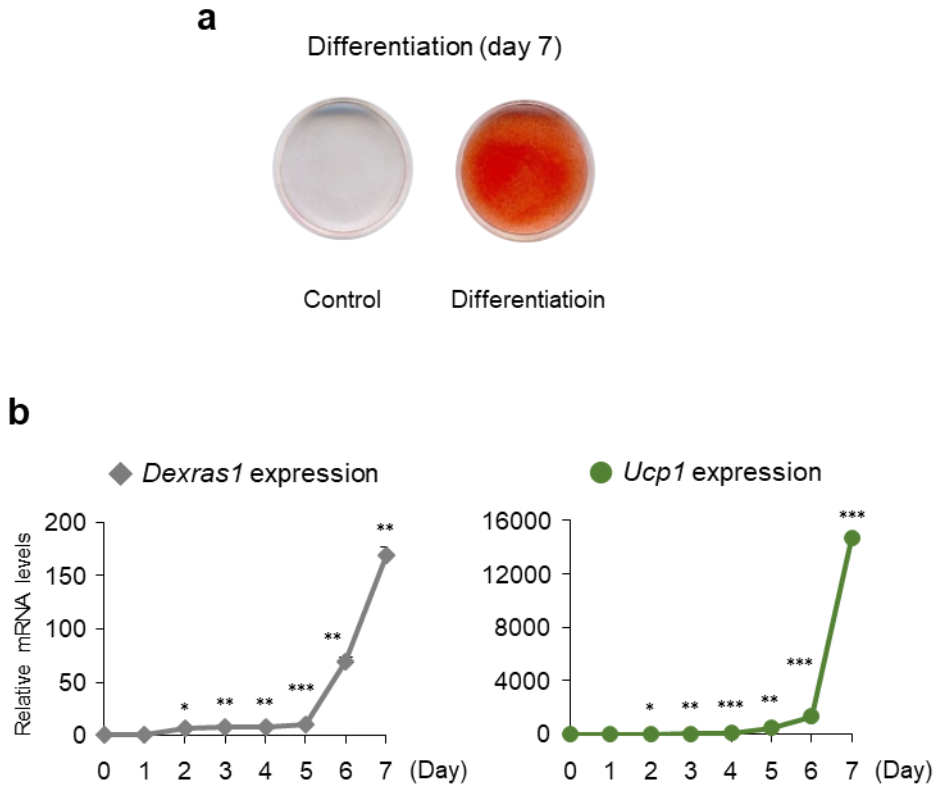 a
Differentiation (day 7)
Control
Differentiatioin
b
Dexras1 expression
Relative mRNA levels
200
150
100
50
0
*
**
**
***
**
**
0 1 2 3 4 5 6 7 (Day)
Ucp1 expression
16000
12000
8000
4000
0
*
**
***
**
***
***
0 1 2 3 4 5 6 7 (Day)